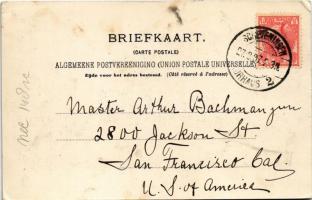 BRIEFKAART.
(CARTE POSTALE)
ALGEMEENE POSTVEREENIGING (UNION POSTALE UNIVERSELLE)
Zijde voor het adres bestemd. (Côté réservé à l'adresse)
Master Arthur Bachman
2800 Jackson St.
San Francisco Cal.
U.S. of America